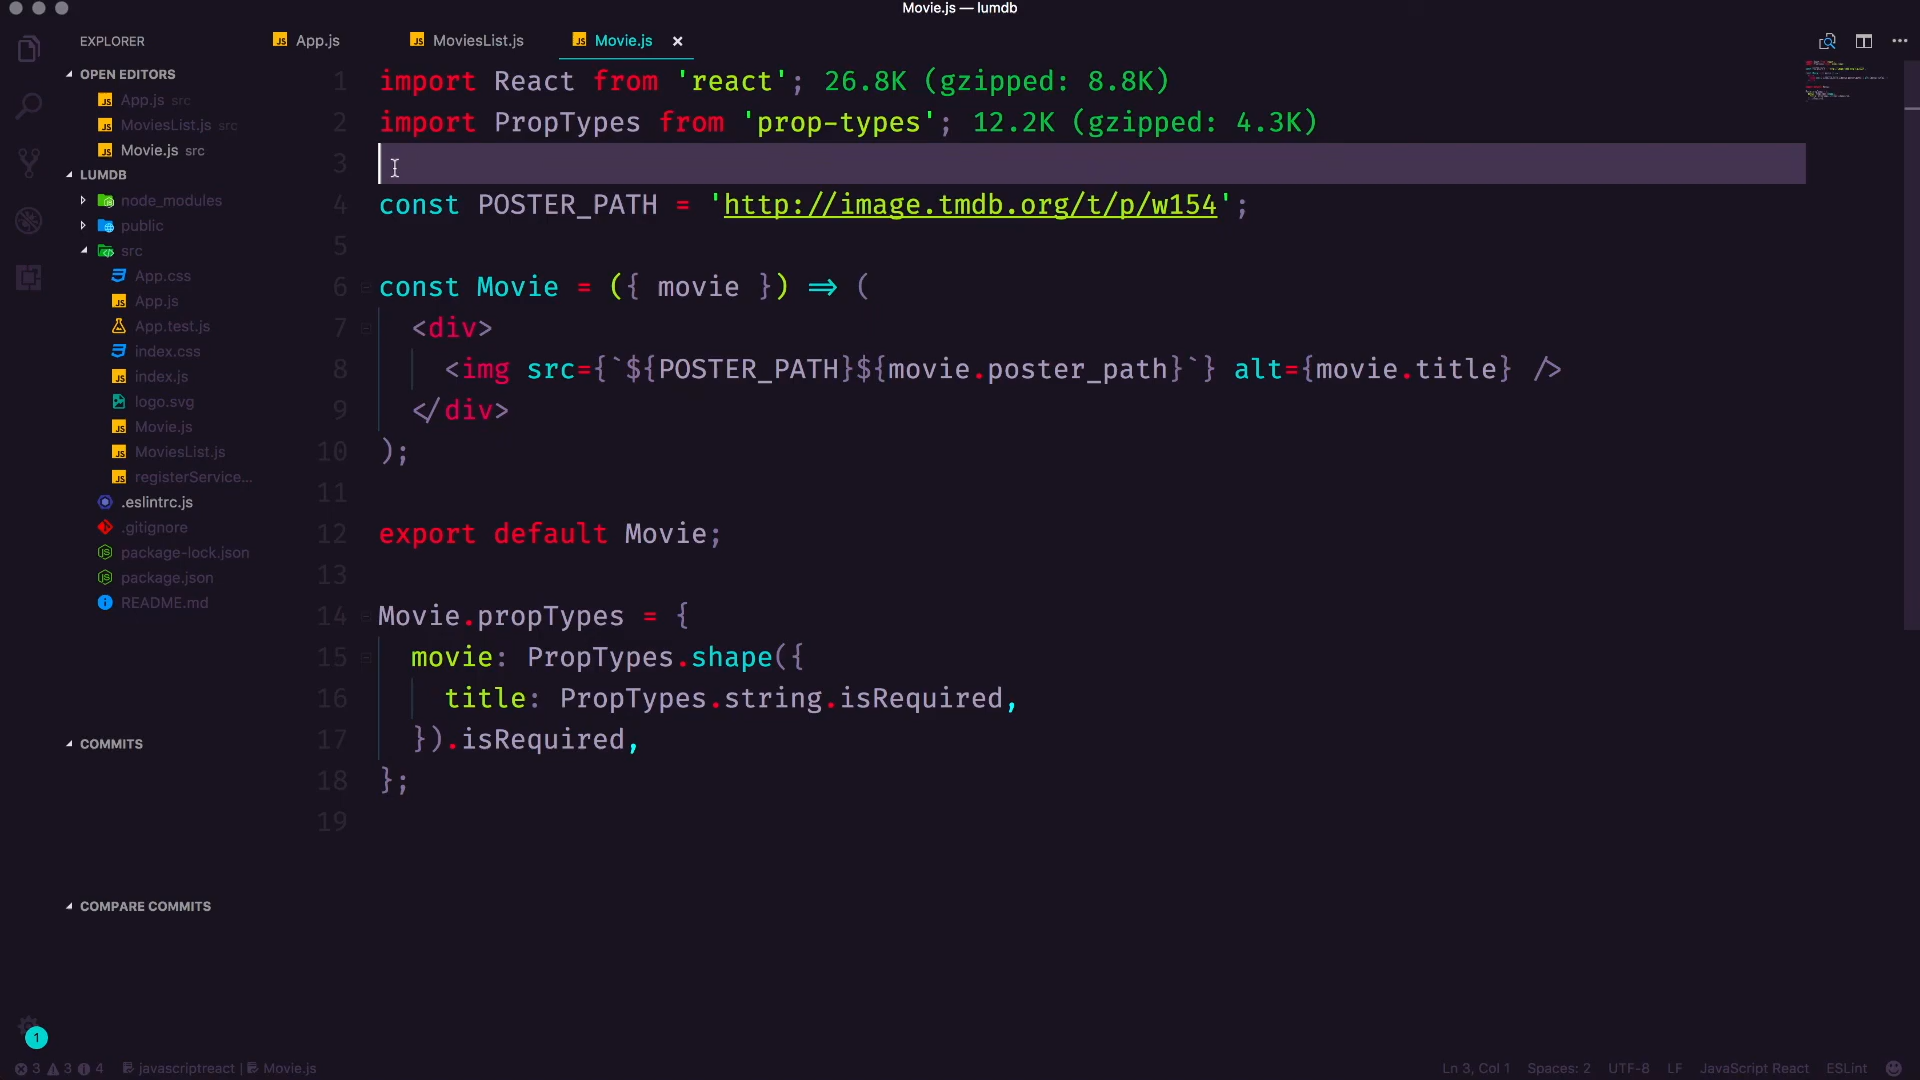 Movie.js — lumdb
EXPLORER
App.js
MoviesList.js
Movie.js
OPEN EDITORS
App.js src
MoviesList.js src
Movie.js src
LUMDB
node_modules
public
src
App.css
App.js
App.test.js
index.css
index.js
logo.svg
Movie.js
MoviesList.js
registerService...
.eslintrc.js
.gitignore
package-lock.json
package.json
README.md
COMMITS
COMPARE COMMITS
1 import React from 'react'; 26.8K (gzipped: 8.8K)
2 import PropTypes from 'prop-types'; 12.2K (gzipped: 4.3K)
3
4 const POSTER_PATH = 'http://image.tmdb.org/t/p/w154';
5
6 const Movie = ({ movie }) => (
7 <div>
8 <img src={`${POSTER_PATH}${movie.poster_path}`} alt={movie.title} />
9 </div>
10 );
11
12 export default Movie;
13
14 Movie.propTypes = {
15 movie: PropTypes.shape({
16 title: PropTypes.string.isRequired,
17 }).isRequired,
18 };
19
1
3 3 4 javascriptreact | Movie.js
Ln 3, Col 1 Spaces: 2 UTF-8 LF JavaScript React ESLint